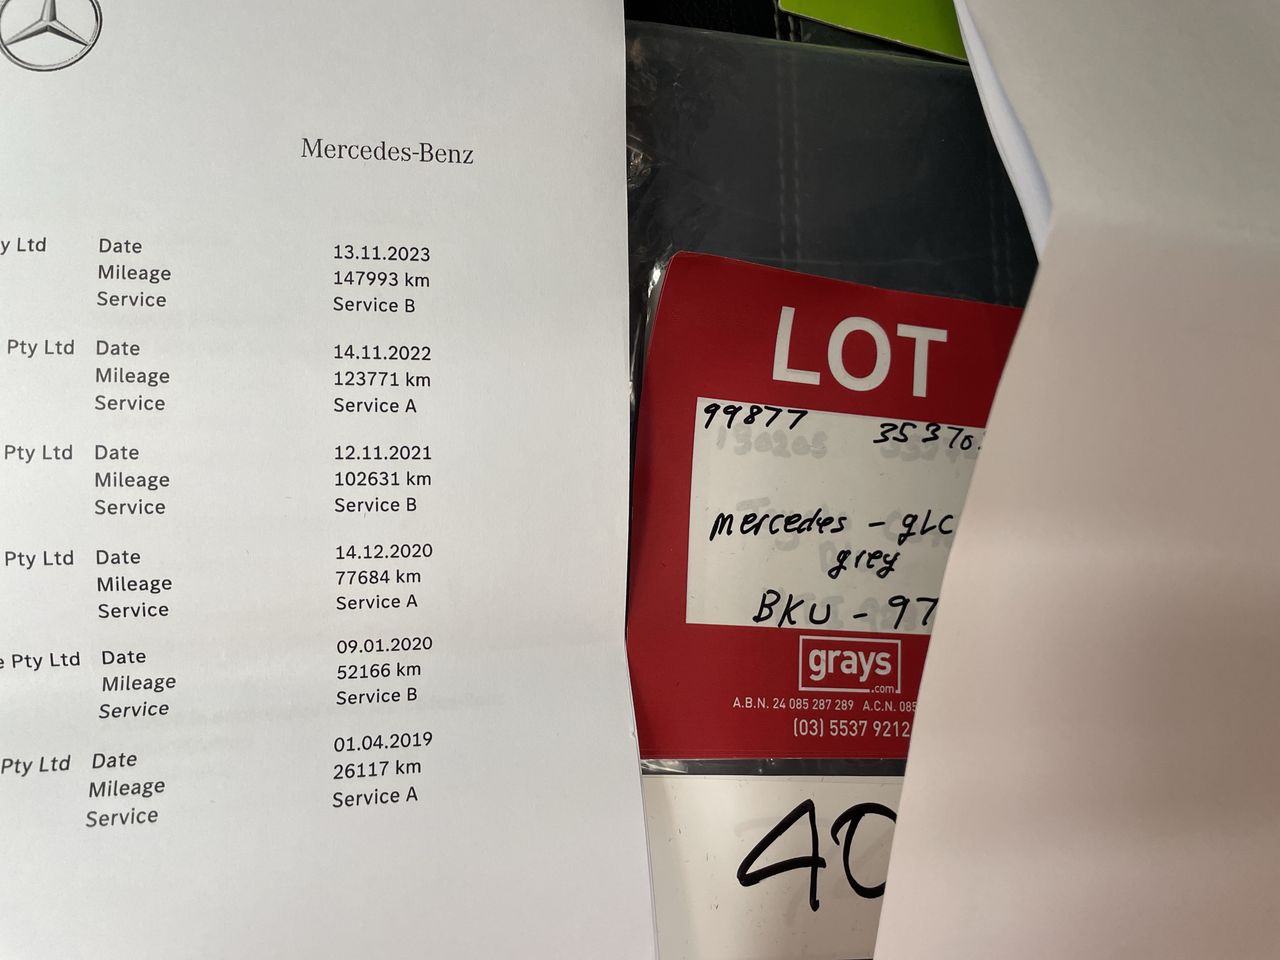 Mercedes-Benz
y Ltd Date 13.11.2023
Mileage 147993 km
Service Service B
Pty Ltd Date 14.11.2022
Mileage 123771 km
Service Service A
Pty Ltd Date 12.11.2021
Mileage 102631 km
Service Service B
Pty Ltd Date 14.12.2020
Mileage 77684 km
Service Service A
e Pty Ltd Date 09.01.2020
Mileage 52166 km
Service Service B
Pty Ltd Date 01.04.2019
Mileage 26117 km
Service Service A
LOT
99877 35370
mercedes - gLC
grey
BKU - 97
grays
.com
A.B.N. 24 085 287 289 A.C.N. 085
(03) 5537 9212
40